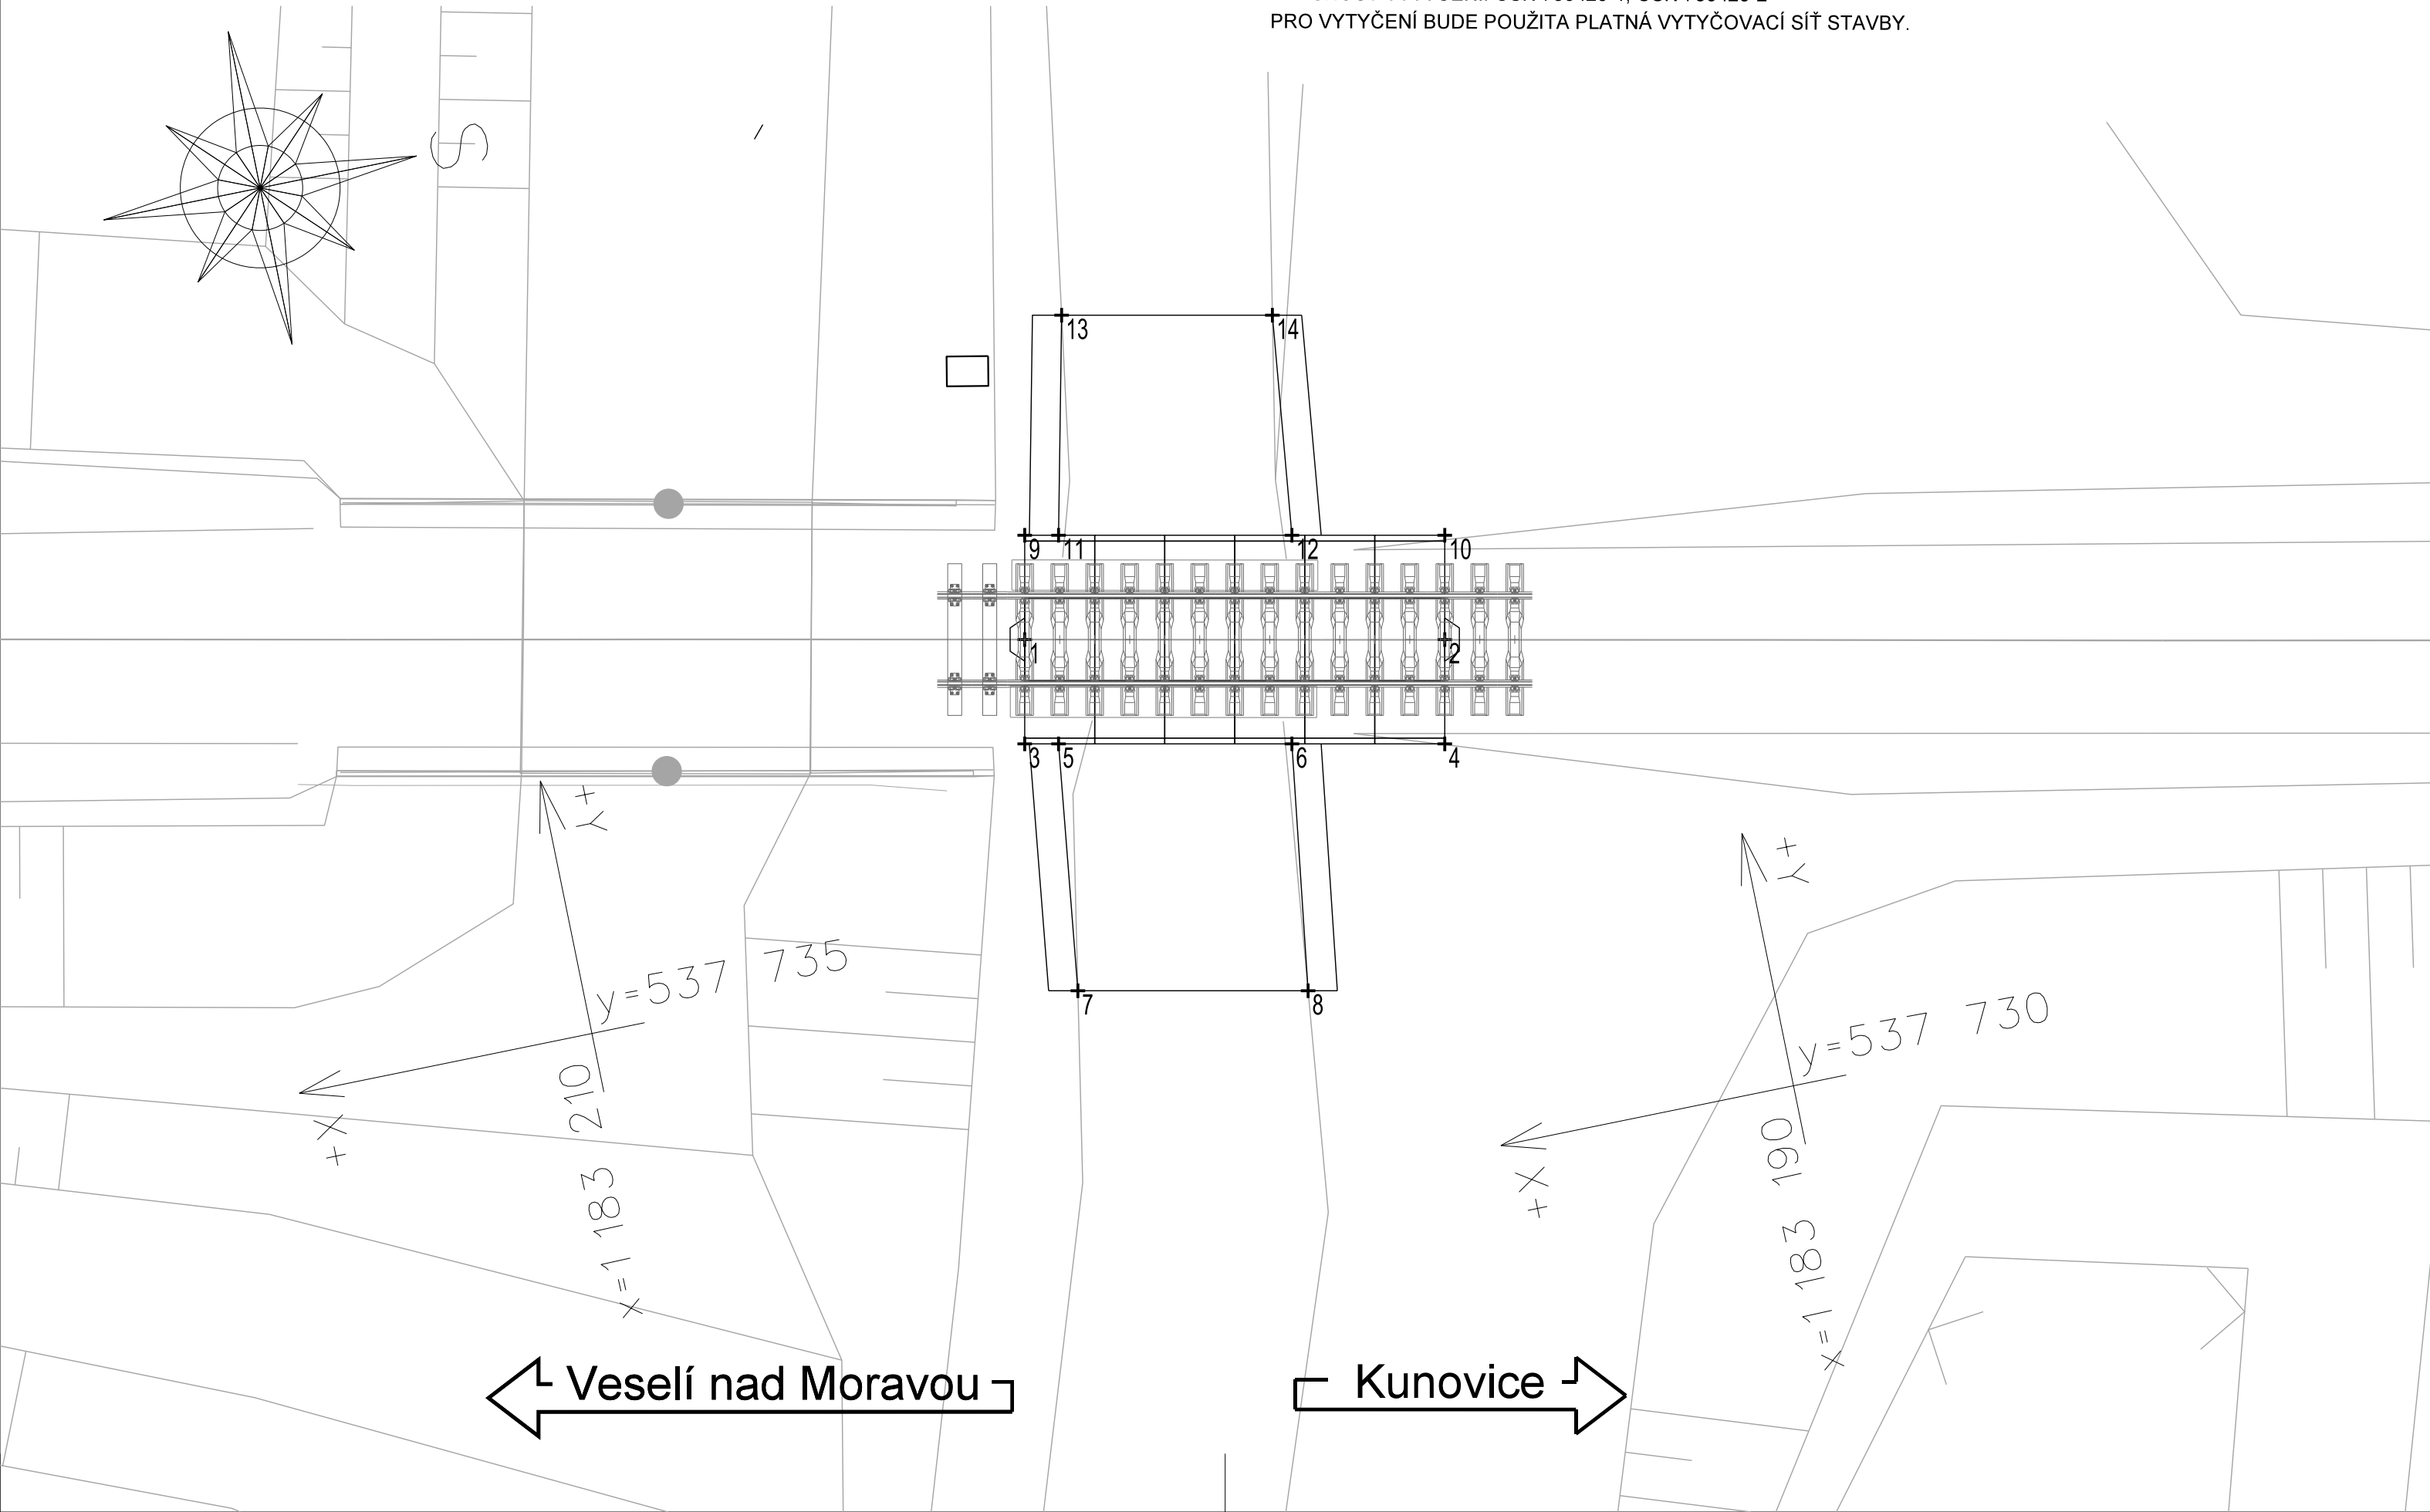 PRO VYTYČENÍ BUDE POUŽITA PLATNÁ VYTYČOVACÍ SÍŤ STAVBY.
S
13
14
9
11
12
10
1
2
3
5
6
4
+Y
+Y
y=537 735
7
8
y=537 730
+X
x=1 183 210
+X
x=1 183 190
Veselí nad Moravou
Kunovice